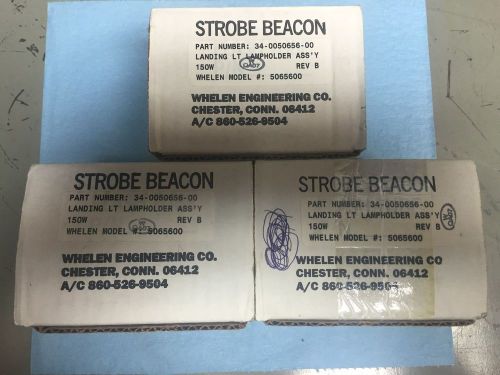 STROBE BEACON
PART NUMBER: 34-0050656-00
LANDING LT LAMPHOLDER ASS'Y
150W REV B
WHELEN MODEL #: 5065600
WHELEN ENGINEERING CO.
CHESTER, CONN. 06412
A/C 860-526-9504
STROBE BEACON
PART NUMBER: 34-0050656-00
LANDING LT LAMPHOLDER ASS'Y
150W REV B
WHELEN MODEL #: 5065600
WHELEN ENGINEERING CO.
CHESTER, CONN. 06412
A/C 860-526-9504
STROBE BEACON
PART NUMBER: 34-0050656-00
LANDING LT LAMPHOLDER ASS'Y
150W REV B
WHELEN MODEL #: 5065600
WHELEN ENGINEERING CO
CHESTER, CONN. 06412
A/C 860-526-9504